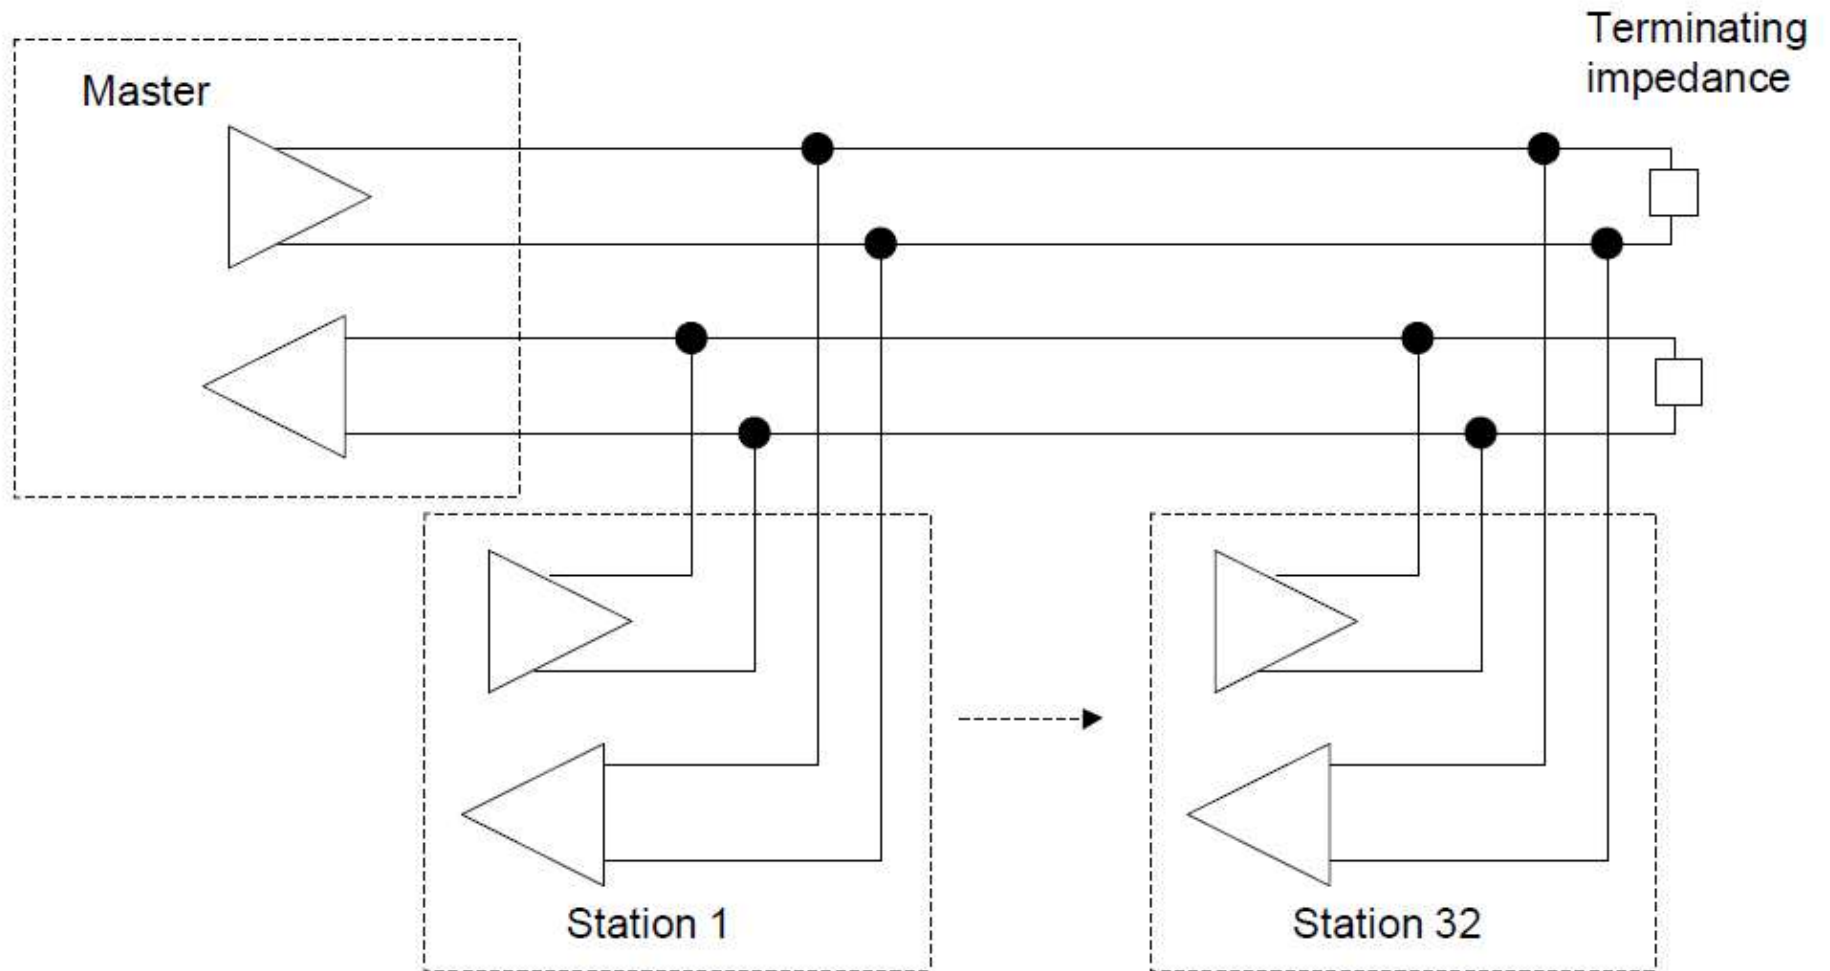 Terminating
impedance
Master
Station 1
Station 32